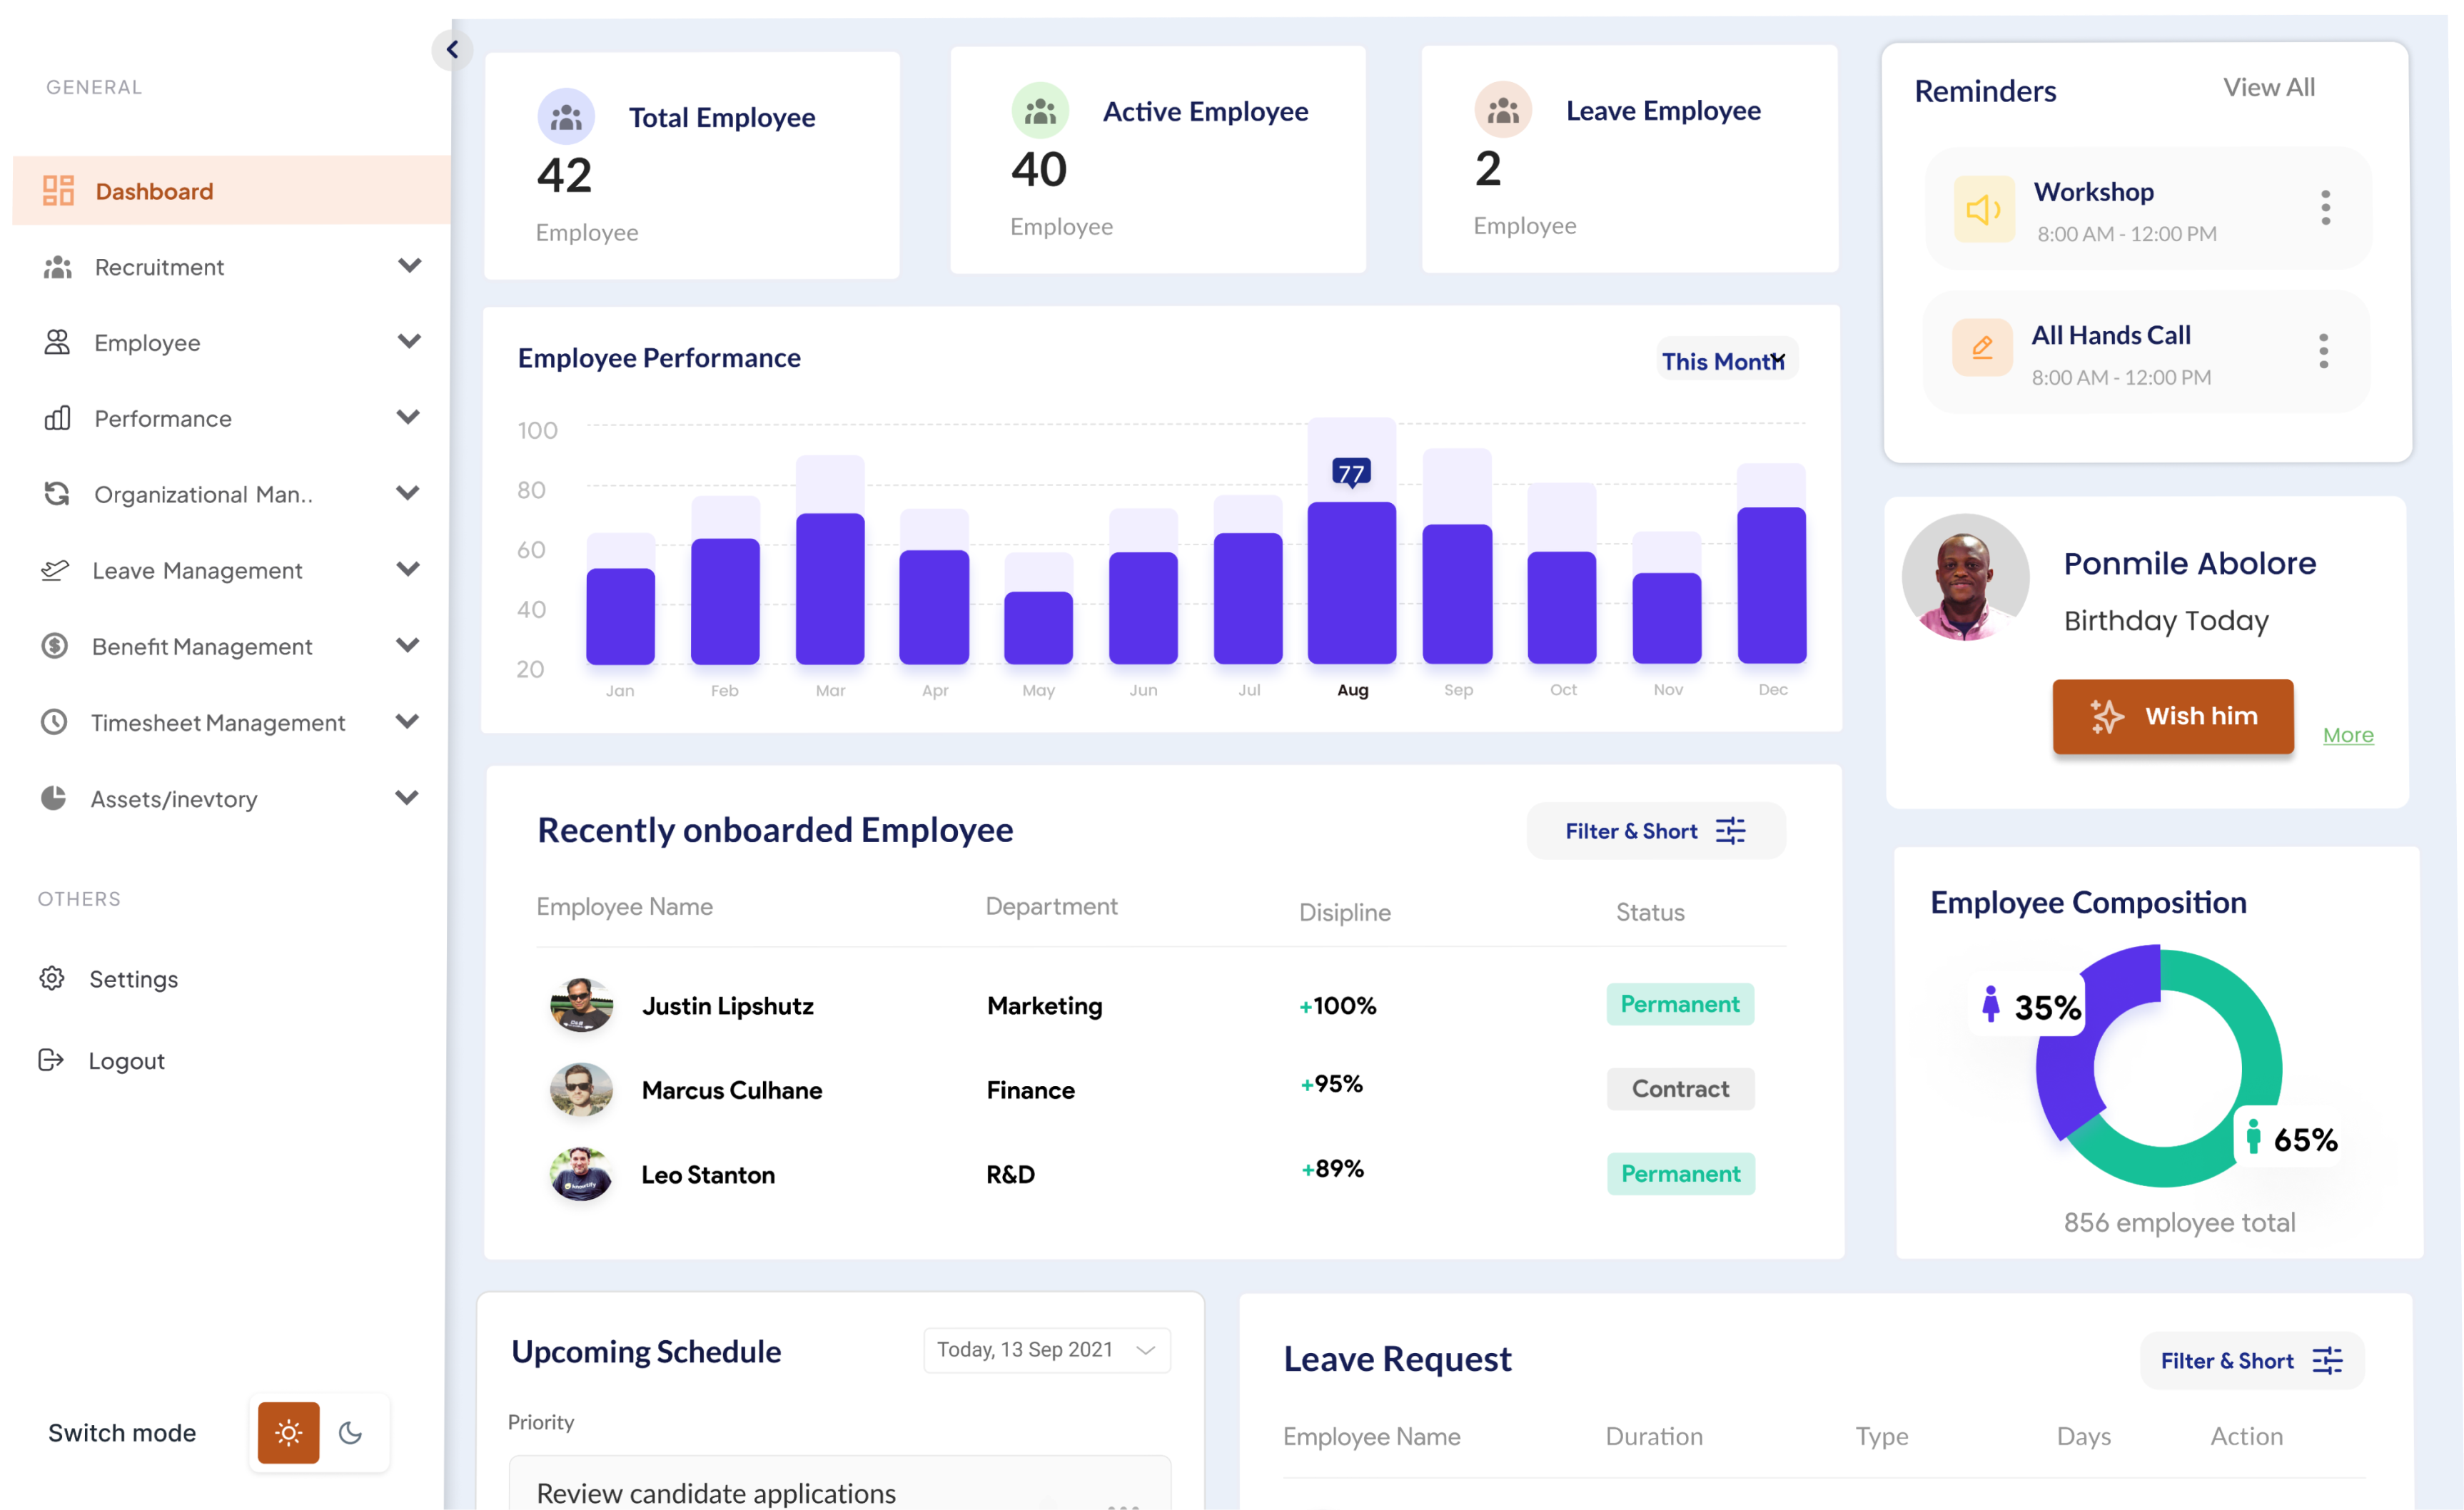 GENERAL
Dashboard
Recruitment
Employee
Performance
Organizational Man..
Leave Management
Benefit Management
Timesheet Management
Assets/inevtory
OTHERS
Settings
Logout
Switch mode
Total Employee
42
Employee
Active Employee
40
Employee
Leave Employee
2
Employee
Employee Performance
This Month
100
80
60
40
20
77
Jan Feb Mar Apr May Jun Jul Aug Sep Oct Nov Dec
Recently onboarded Employee
Filter & Short
Employee Name Department Disipline Status
Justin Lipshutz Marketing +100% Permanent
Marcus Culhane Finance +95% Contract
Leo Stanton R&D +89% Permanent
Upcoming Schedule
Today, 13 Sep 2021
Priority
Review candidate applications
Leave Request
Filter & Short
Employee Name Duration Type Days Action
Reminders
View All
Workshop
8:00 AM - 12:00 PM
All Hands Call
8:00 AM - 12:00 PM
Ponmile Abolore
Birthday Today
Wish him
More
Employee Composition
35%
65%
856 employee total